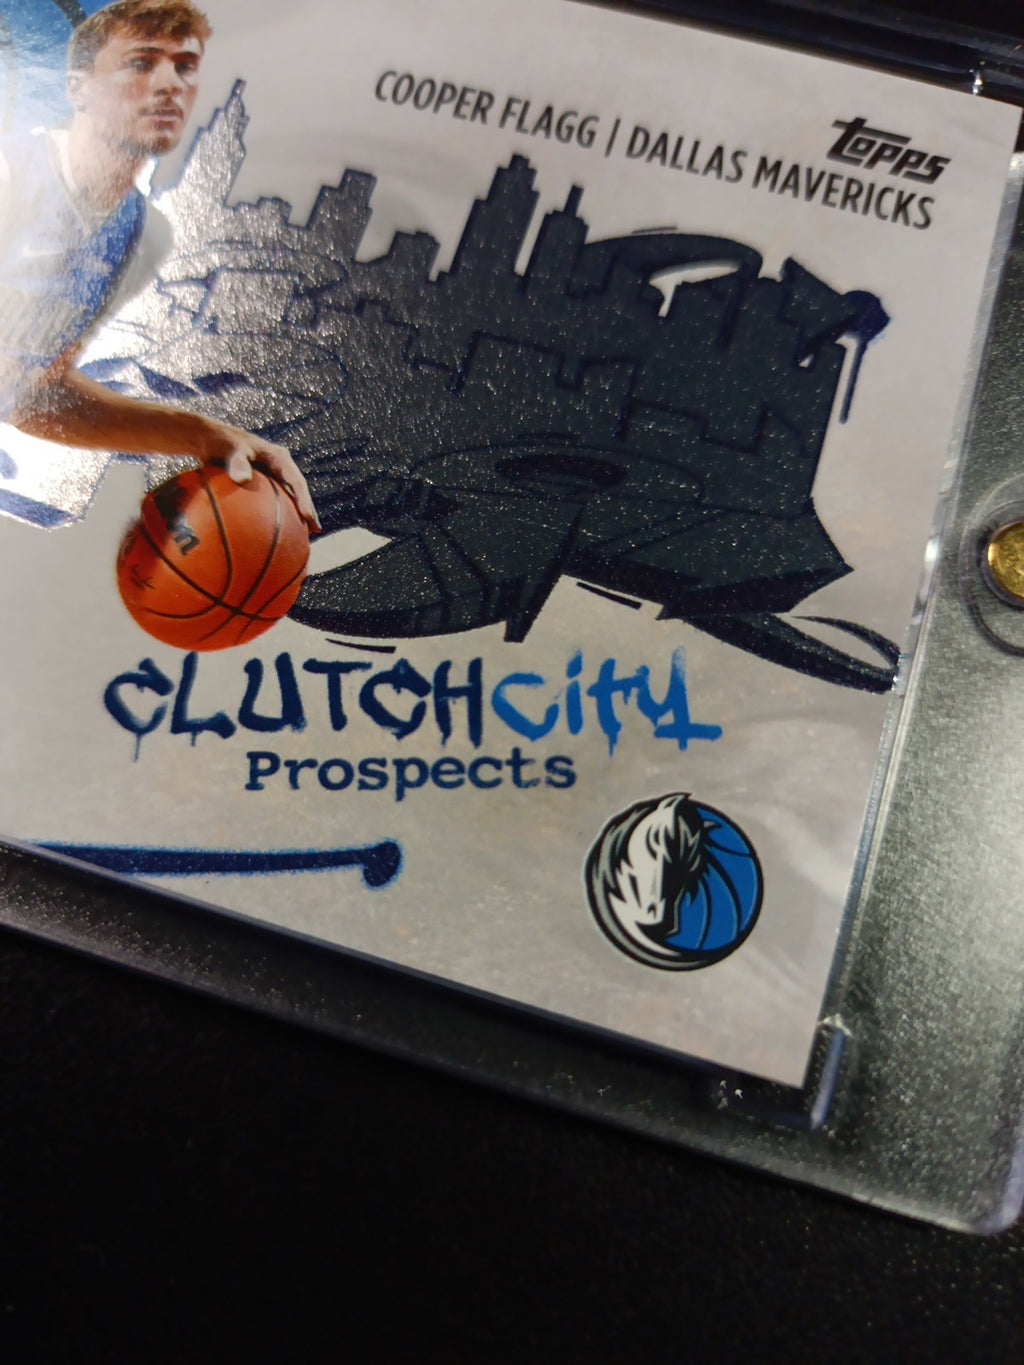 topps
COOPER FLAGG | DALLAS MAVERICKS
CLUTCHCITY
Prospects